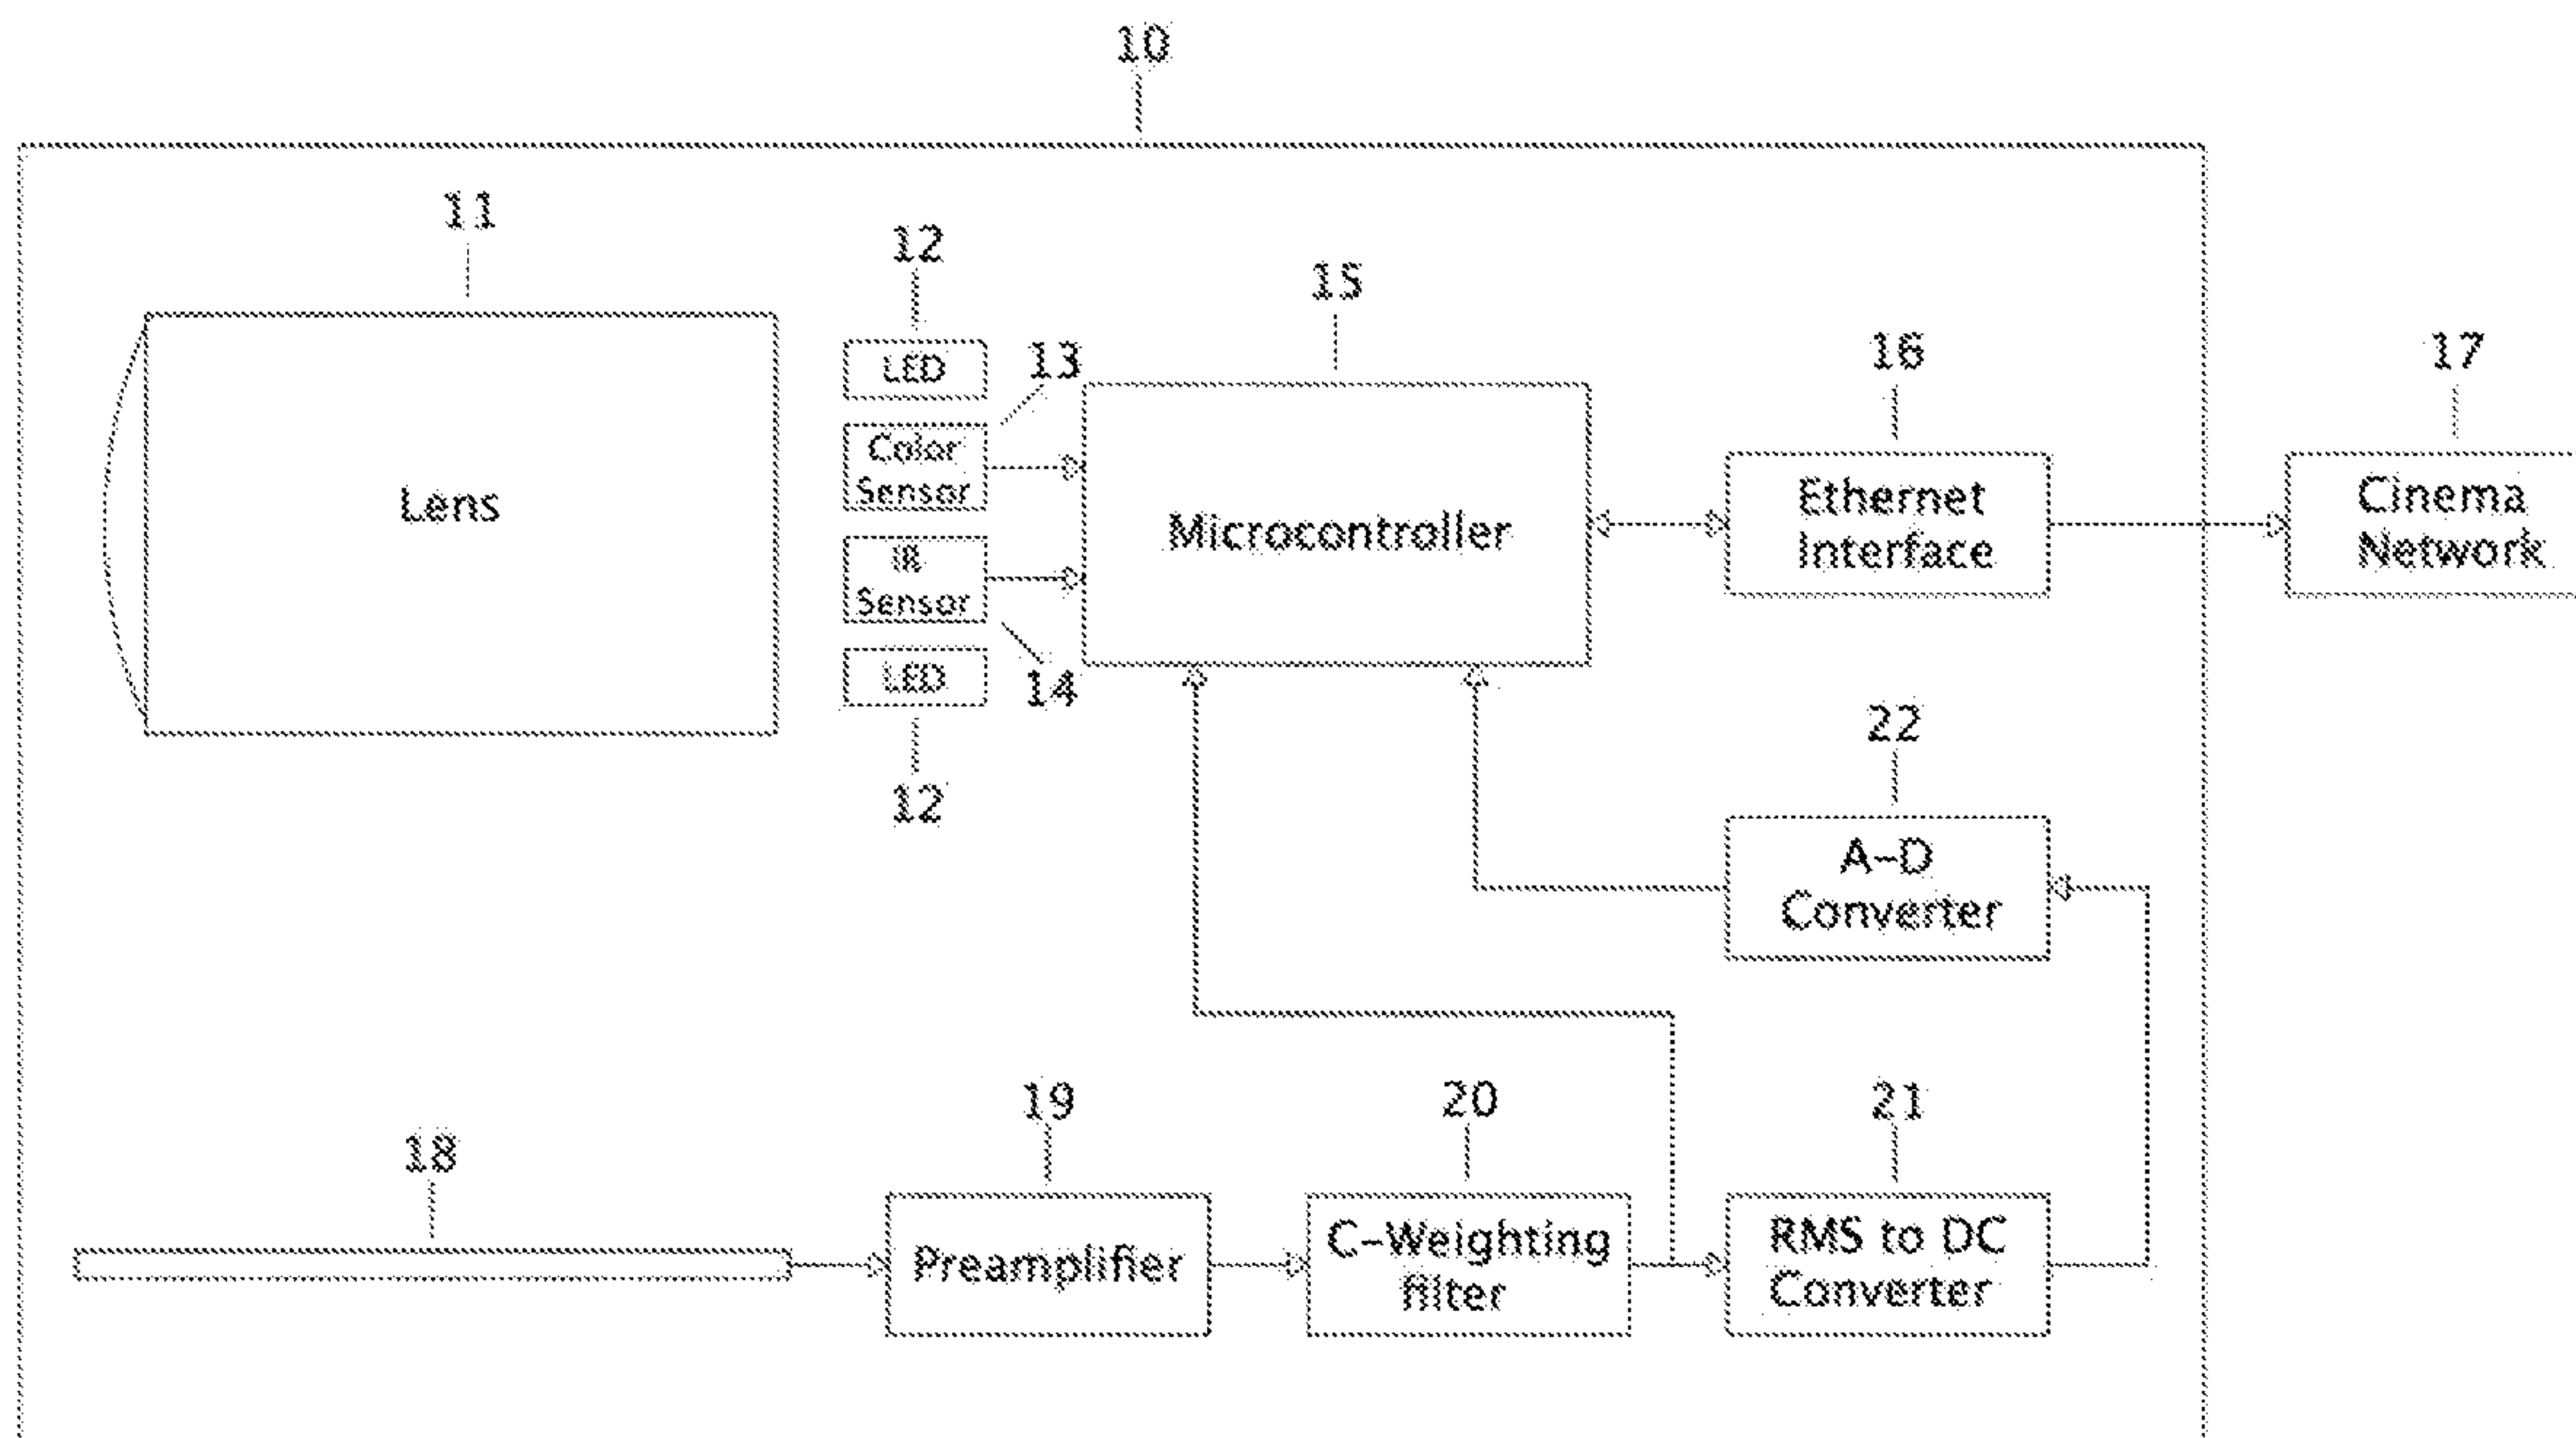 10
11
12
LED
13
Color
Sensor
IR
Sensor
14
LED
12
Lens
15
Microcontroller
16
Ethernet
Interface
17
Cinema
Network
22
A-D
Converter
18
19
Preamplifier
20
C-Weighting
filter
21
RMS to DC
Converter